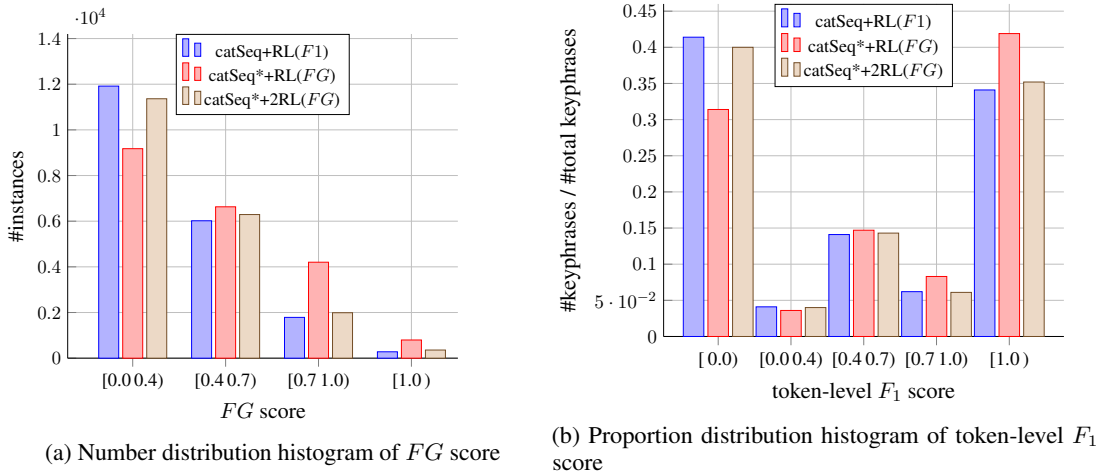 ·10⁴
1.4
1.2
1
0.8
0.6
0.4
0.2
0
#instances
catSeq+RL(F1)
catSeq*+RL(FG)
catSeq*+2RL(FG)
[0.0 0.4) [0.4 0.7) [0.7 1.0) [1.0 )
FG score
(a) Number distribution histogram of FG score
0.45
0.4
0.35
0.3
0.25
0.2
0.15
0.1
5 · 10⁻²
0
#keyphrases / #total keyphrases
catSeq+RL(F1)
catSeq*+RL(FG)
catSeq*+2RL(FG)
[ 0.0) [0.0 0.4) [0.4 0.7) [0.7 1.0) [1.0 )
token-level F₁ score
(b) Proportion distribution histogram of token-level F₁
score